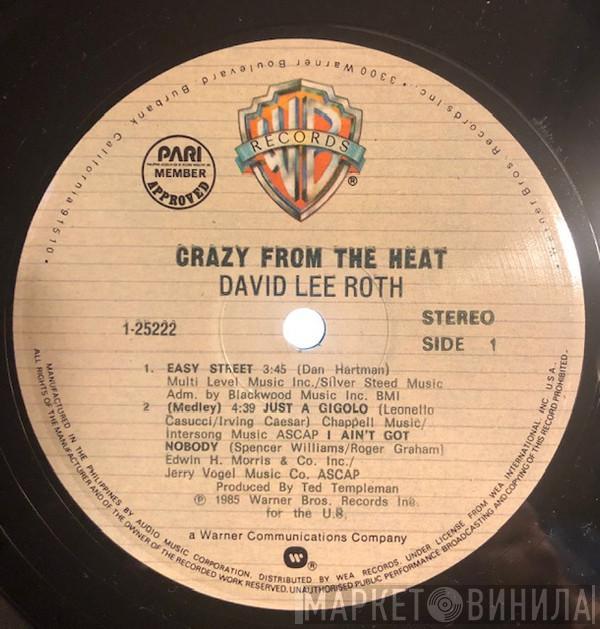 • Warner Bros. Records Inc. • 3300 Warner Boulevard Burbank, California 91510 •
RECORDS
®
PARI
MEMBER
APPROVED
CRAZY FROM THE HEAT
DAVID LEE ROTH
1-25222
STEREO
SIDE 1
1. EASY STREET 3:45 (Dan Hartman)
Multi Level Music Inc./Silver Steed Music
Adm. by Blackwood Music Inc. BMI
2 (Medley) 4:39 JUST A GIGOLO (Leonello
Casucci/Irving Caesar) Chappell Music/
Intersong Music ASCAP I AIN'T GOT
NOBODY (Spencer Williams/Roger Graham)
Edwin H. Morris & Co. Inc./
Jerry Vogel Music Co. ASCAP
Produced By Ted Templeman
℗ 1985 Warner Bros. Records Inc.
for the U.S.
a Warner Communications Company
®
MANUFACTURED IN THE PHILIPPINES BY AUDIO MUSIC CORPORATION, DISTRIBUTED BY WEA RECORDS, UNDER LICENSE FROM WEA INTERNATIONAL INC U.S.A.
ALL RIGHTS OF THE MANUFACTURER AND OF THE OWNER OF THE RECORDED WORK RESERVED. UNAUTHORISED PUBLIC PERFORMANCE BROADCASTING AND COPYING OF THIS RECORD PROHIBITED.
МАРКЕТ ВИНИЛА